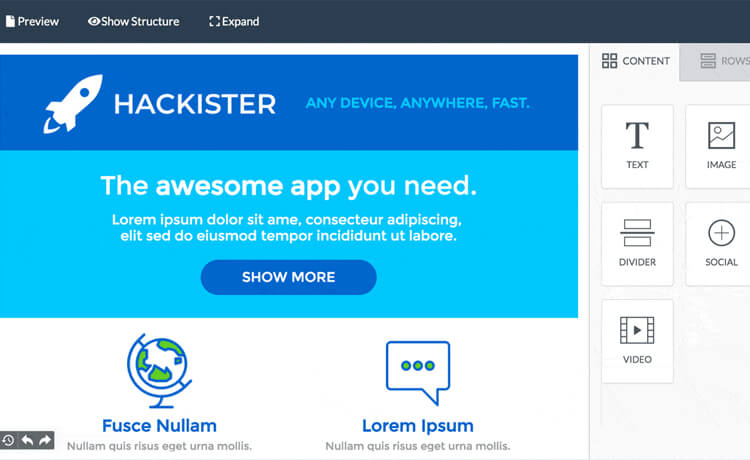 Preview Show Structure Expand
CONTENT ROWS
HACKISTER
ANY DEVICE, ANYWHERE, FAST.
The awesome app you need.
Lorem ipsum dolor sit ame, consecteur adipiscing,
elit sed do eiusmod tempor incididunt ut labore.
SHOW MORE
Fusce Nullam
Nullam quis risus eget urna mollis.
Lorem Ipsum
Nullam quis risus eget urna mollis.
TEXT
IMAGE
DIVIDER
SOCIAL
VIDEO